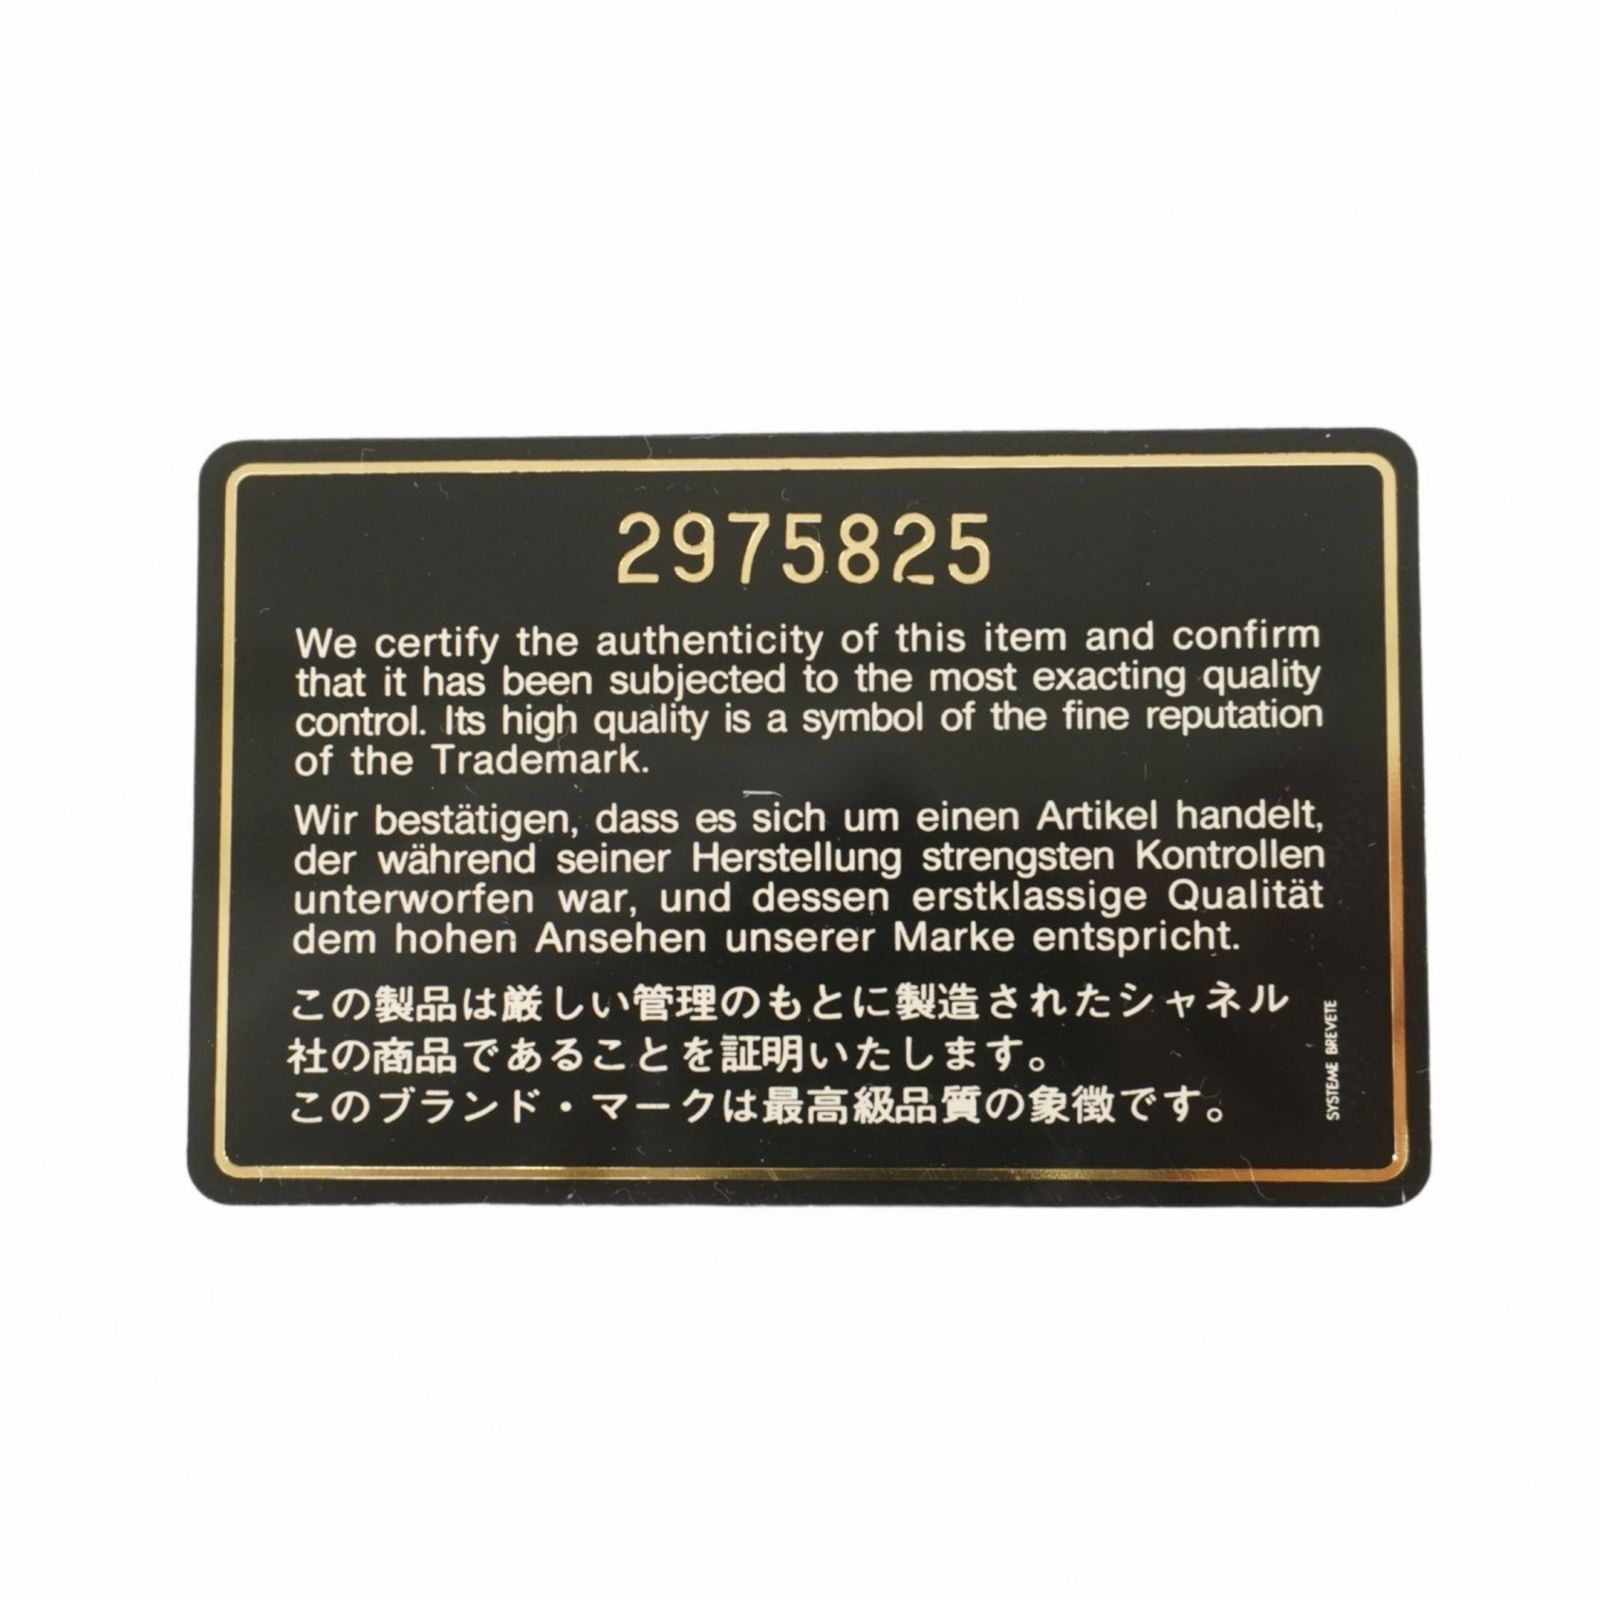 2975825
We certify the authenticity of this item and confirm
that it has been subjected to the most exacting quality
control. Its high quality is a symbol of the fine reputation
of the Trademark.
Wir bestätigen, dass es sich um einen Artikel handelt,
der während seiner Herstellung strengsten Kontrollen
unterworfen war, und dessen erstklassige Qualität
dem hohen Ansehen unserer Marke entspricht.
この製品は厳しい管理のもとに製造されたシャネル
社の商品であることを証明いたします。
このブランド・マークは最高級品質の象徴です。
SYSTEME BREVETE